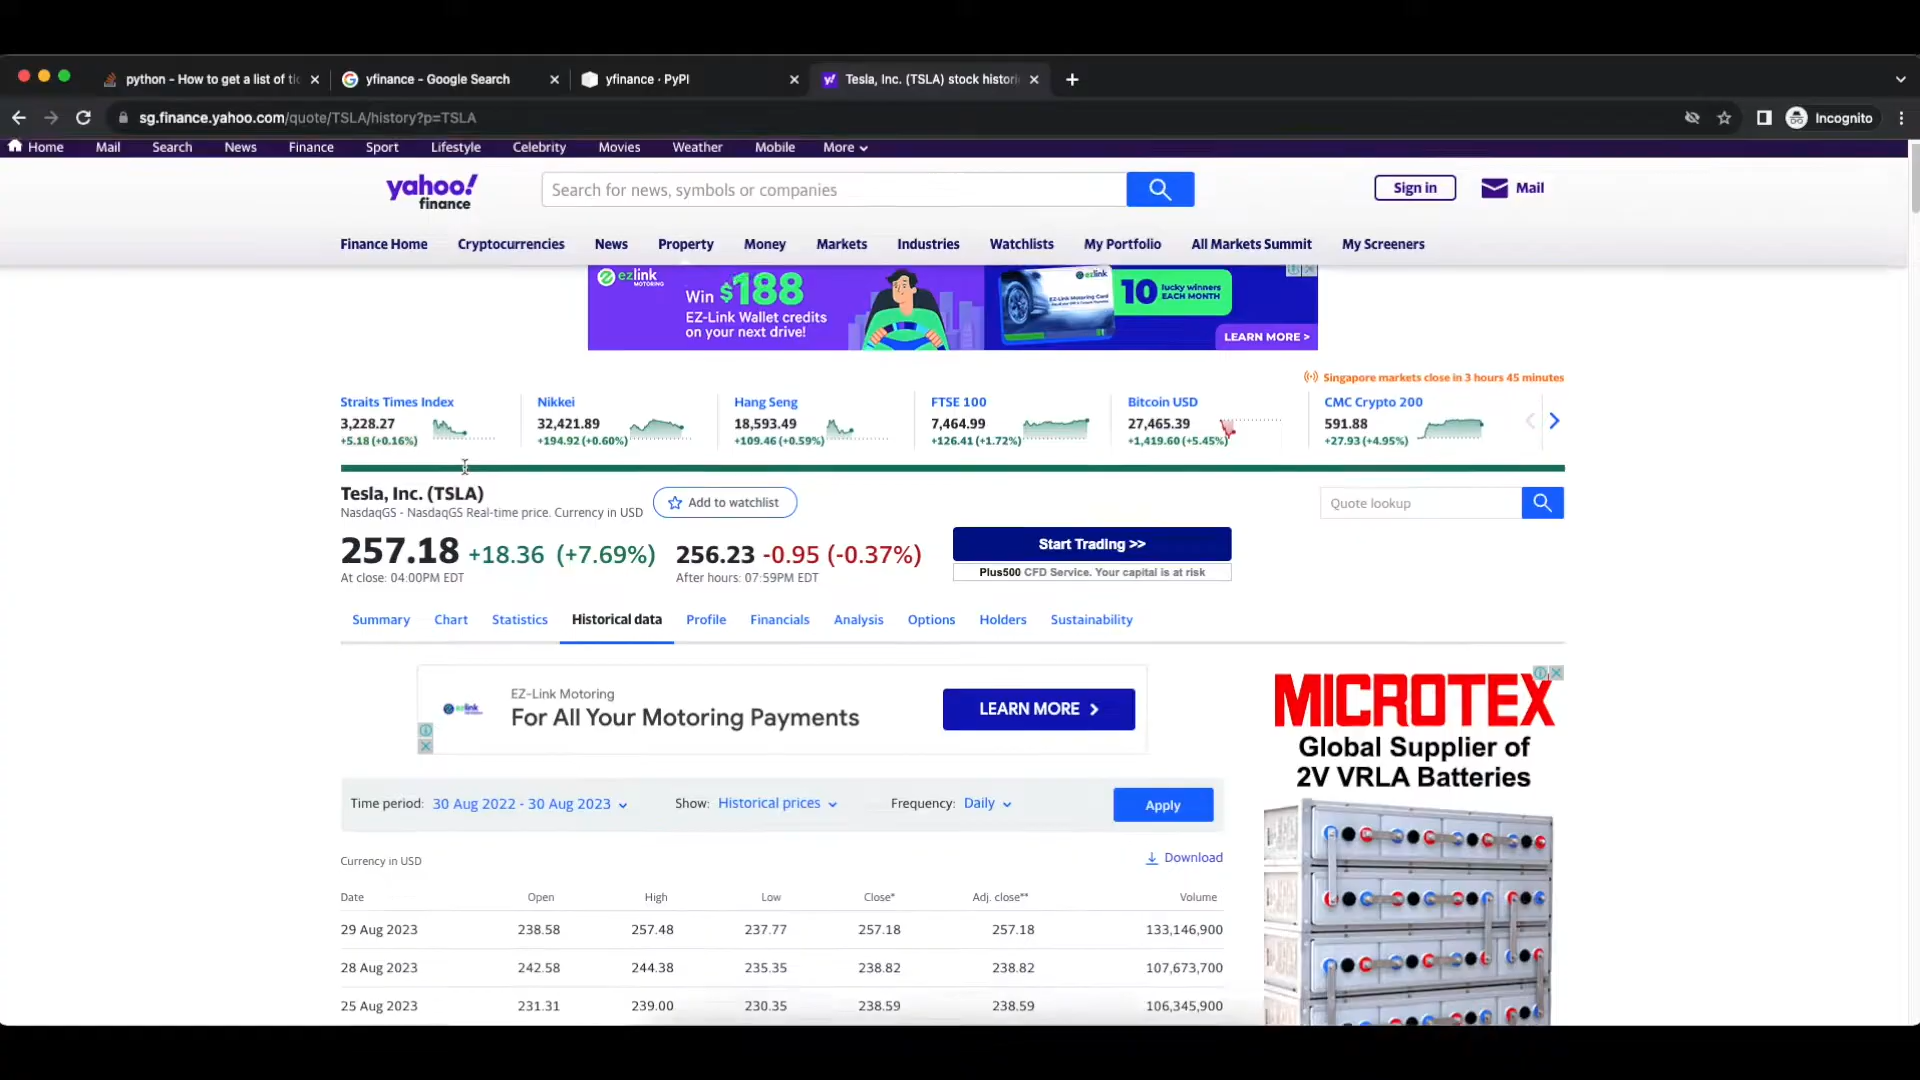 python - How to get a list of tic
yfinance - Google Search
yfinance · PyPI
Tesla, Inc. (TSLA) stock histori
sg.finance.yahoo.com/quote/TSLA/history?p=TSLA
Incognito
Home Mail Search News Finance Sport Lifestyle Celebrity Movies Weather Mobile More
yahoo!
finance
Search for news, symbols or companies
Sign in
Mail
Finance Home Cryptocurrencies News Property Money Markets Industries Watchlists My Portfolio All Markets Summit My Screeners
ezlink
MOTORING
Win $188
EZ-Link Wallet credits
on your next drive!
ezlink
EZ-Link Motoring Card
10 lucky winners
EACH MONTH
LEARN MORE >
Singapore markets close in 3 hours 45 minutes
Straits Times Index
3,228.27
+5.18 (+0.16%)
Nikkei
32,421.89
+194.92 (+0.60%)
Hang Seng
18,593.49
+109.46 (+0.59%)
FTSE 100
7,464.99
+126.41 (+1.72%)
Bitcoin USD
27,465.39
+1,419.60 (+5.45%)
CMC Crypto 200
591.88
+27.93 (+4.95%)
Tesla, Inc. (TSLA)
NasdaqGS - NasdaqGS Real-time price. Currency in USD
Add to watchlist
Quote lookup
257.18 +18.36 (+7.69%)
At close: 04:00PM EDT
256.23 -0.95 (-0.37%)
After hours: 07:59PM EDT
Start Trading >>
Plus500 CFD Service. Your capital is at risk
Summary Chart Statistics Historical data Profile Financials Analysis Options Holders Sustainability
ezlink
EZ-Link Motoring
For All Your Motoring Payments
LEARN MORE
MICROTEX
Global Supplier of
2V VRLA Batteries
Time period: 30 Aug 2022 - 30 Aug 2023 Show: Historical prices Frequency: Daily Apply
Currency in USD
Download
Date Open High Low Close* Adj. close** Volume
29 Aug 2023 238.58 257.48 237.77 257.18 257.18 133,146,900
28 Aug 2023 242.58 244.38 235.35 238.82 238.82 107,673,700
25 Aug 2023 231.31 239.00 230.35 238.59 238.59 106,345,900